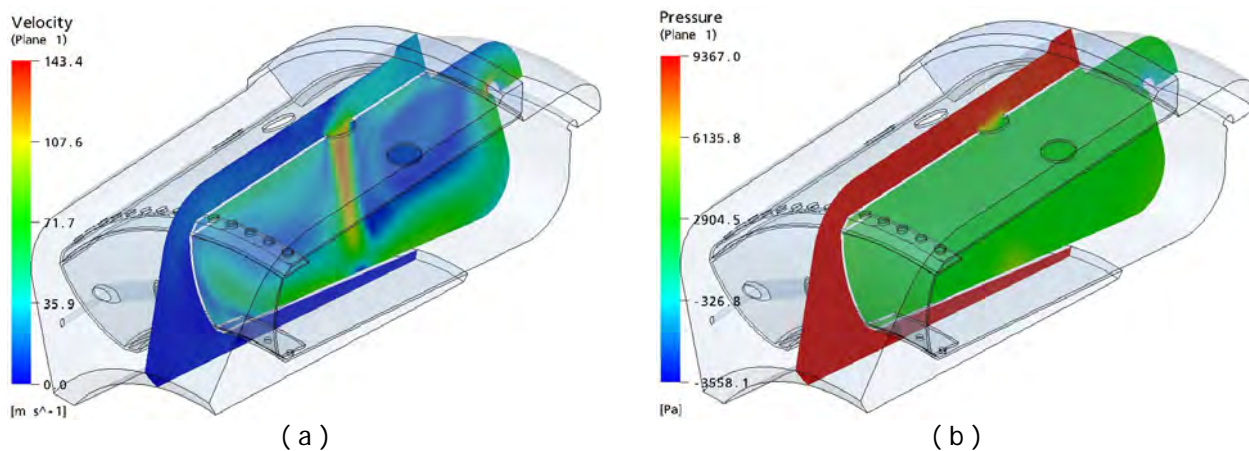 Velocity
(Plane 1)
143.4
107.6
71.7
35.9
0.0
[m s^-1]
(a)
Pressure
(Plane 1)
9367.0
6135.8
2904.5
-326.8
-3558.1
[Pa]
(b)